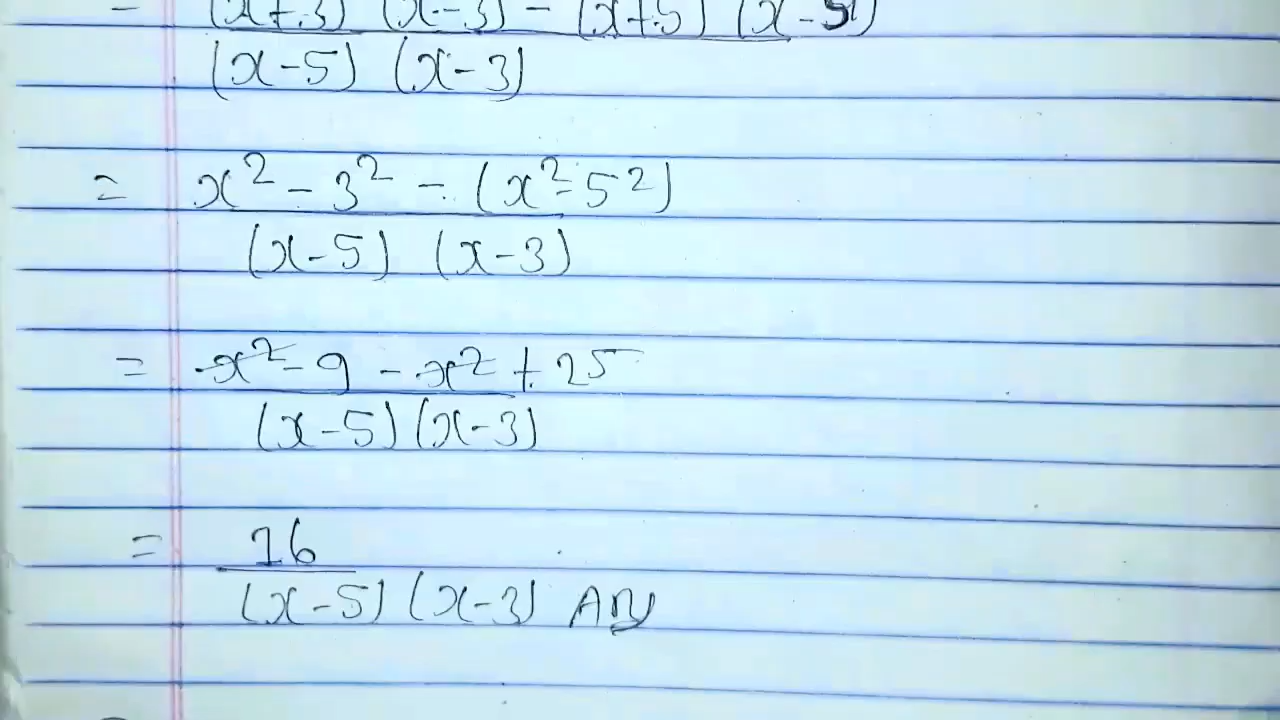 = (x+3) (x-3) - (x+5) (x-5)
(x-5) (x-3)
= x² - 3² - (x² - 5²)
(x-5) (x-3)
= x² - 9 - x² + 25
(x-5) (x-3)
= 16
(x-5) (x-3) Ans